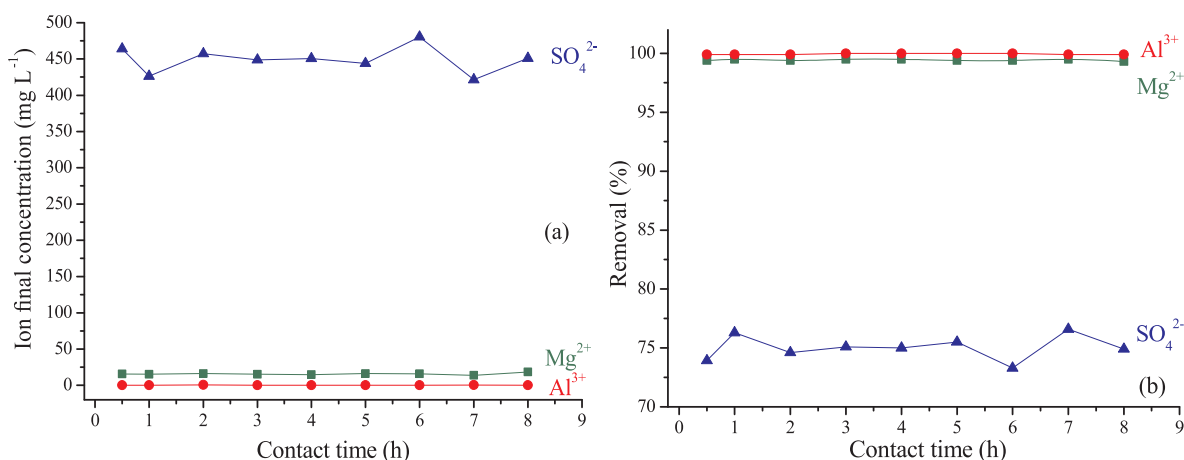 Ion final concentration (mg L⁻¹)
500
450
400
350
300
250
200
150
100
50
0
SO₄²⁻
(a)
Mg²⁺
Al³⁺
0 1 2 3 4 5 6 7 8 9
Contact time (h)
Removal (%)
100
95
90
85
80
75
70
Al³⁺
Mg²⁺
SO₄²⁻
(b)
0 1 2 3 4 5 6 7 8 9
Contact time (h)